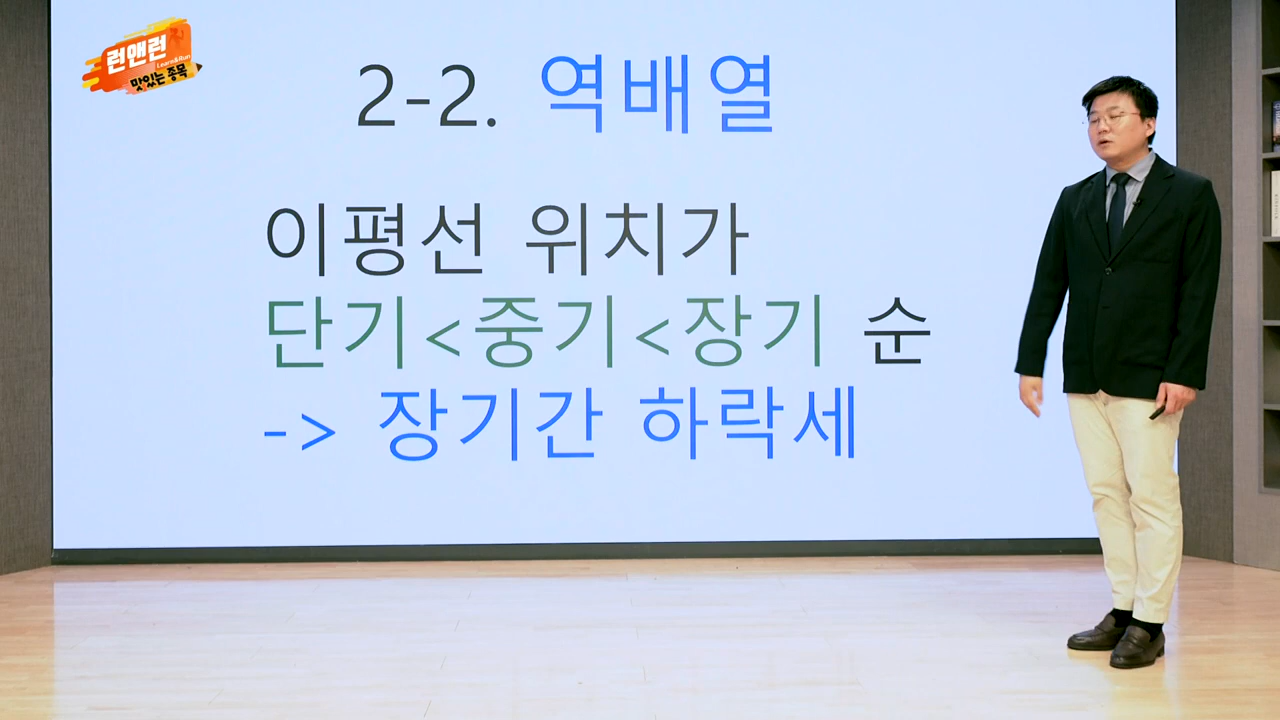 런앤런
Learn&Run
맛있는 종목
2-2. 역배열
이평선 위치가
단기<중기<장기 순
-> 장기간 하락세